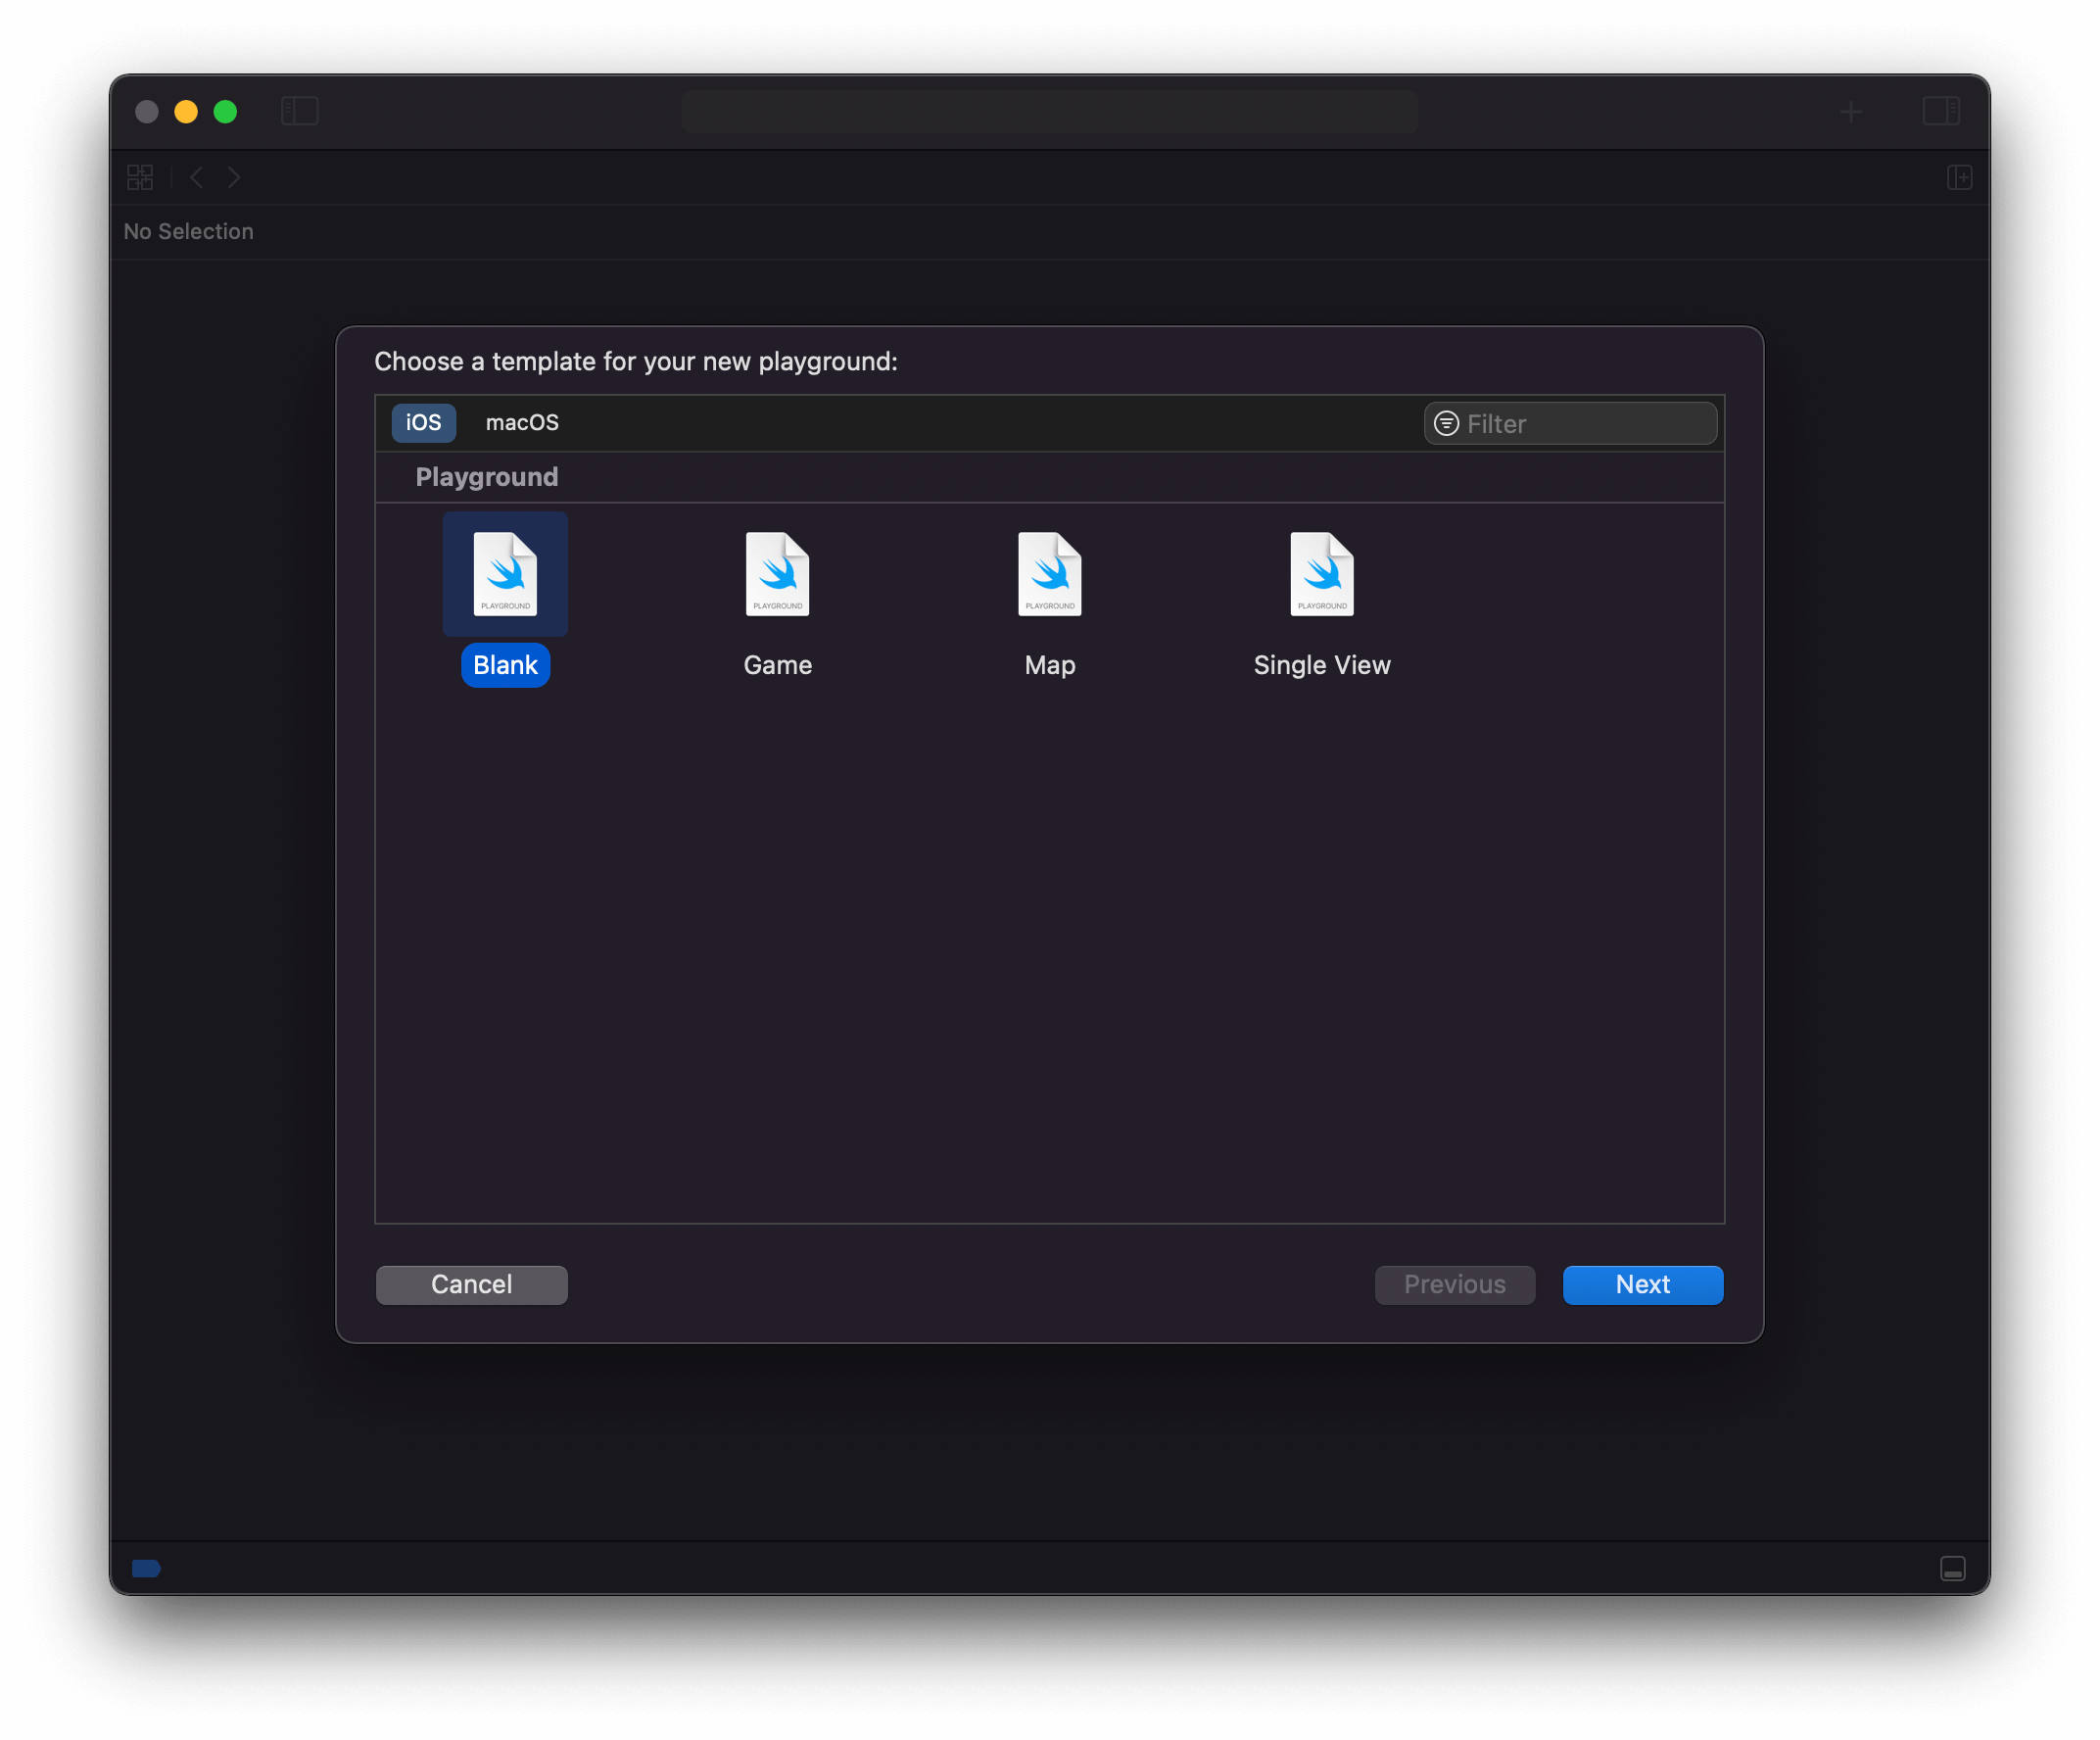 No Selection
Choose a template for your new playground:
iOS macOS Filter
Playground
PLAYGROUND PLAYGROUND PLAYGROUND PLAYGROUND
Blank Game Map Single View
Cancel Previous Next